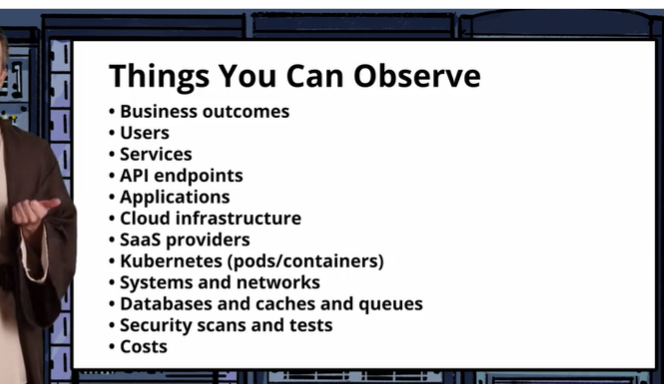 Things You Can Observe
• Business outcomes
• Users
• Services
• API endpoints
• Applications
• Cloud infrastructure
• SaaS providers
• Kubernetes (pods/containers)
• Systems and networks
• Databases and caches and queues
• Security scans and tests
• Costs